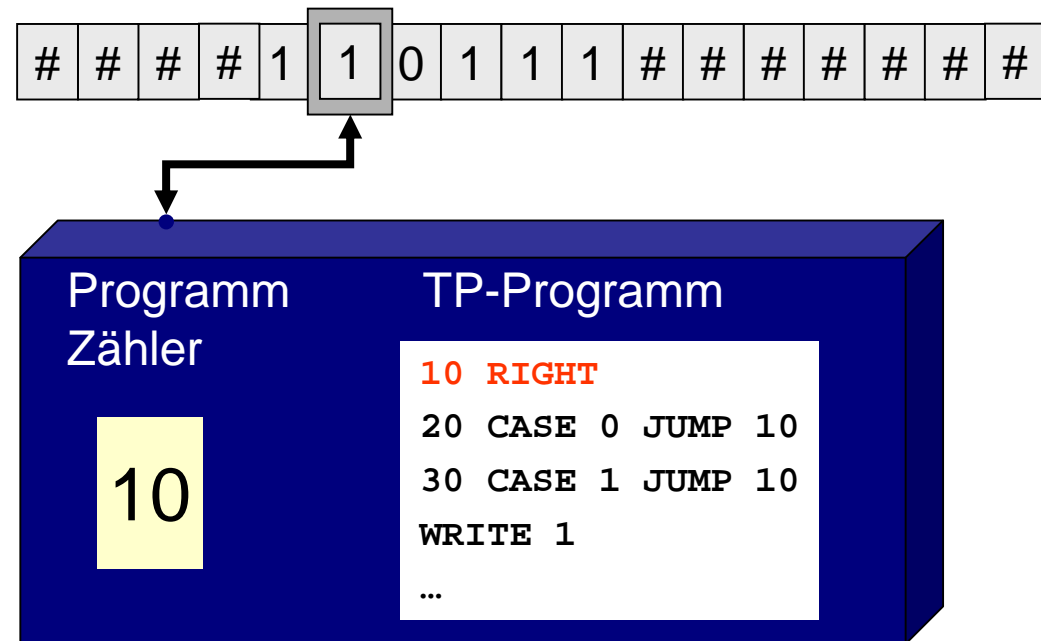 # # # # 1 1 0 1 1 1 # # # # # # #
Programm
Zähler
10
TP-Programm
10 RIGHT
20 CASE 0 JUMP 10
30 CASE 1 JUMP 10
WRITE 1
…